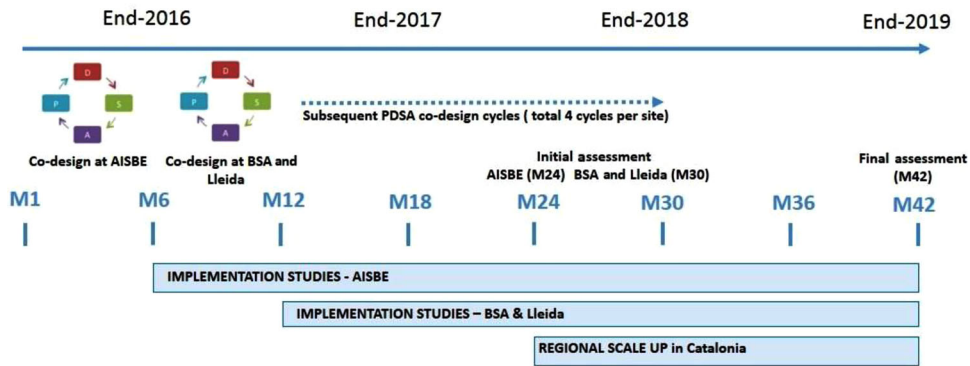 End-2016 End-2017 End-2018 End-2019
D D
P S P S
A A
Subsequent PDSA co-design cycles ( total 4 cycles per site)
Co-design at AISBE Co-design at BSA and
Lleida
Initial assessment
AISBE (M24) BSA and Lleida (M30)
Final assessment
(M42)
M1 M6 M12 M18 M24 M30 M36 M42
IMPLEMENTATION STUDIES - AISBE
IMPLEMENTATION STUDIES – BSA & Lleida
REGIONAL SCALE UP in Catalonia